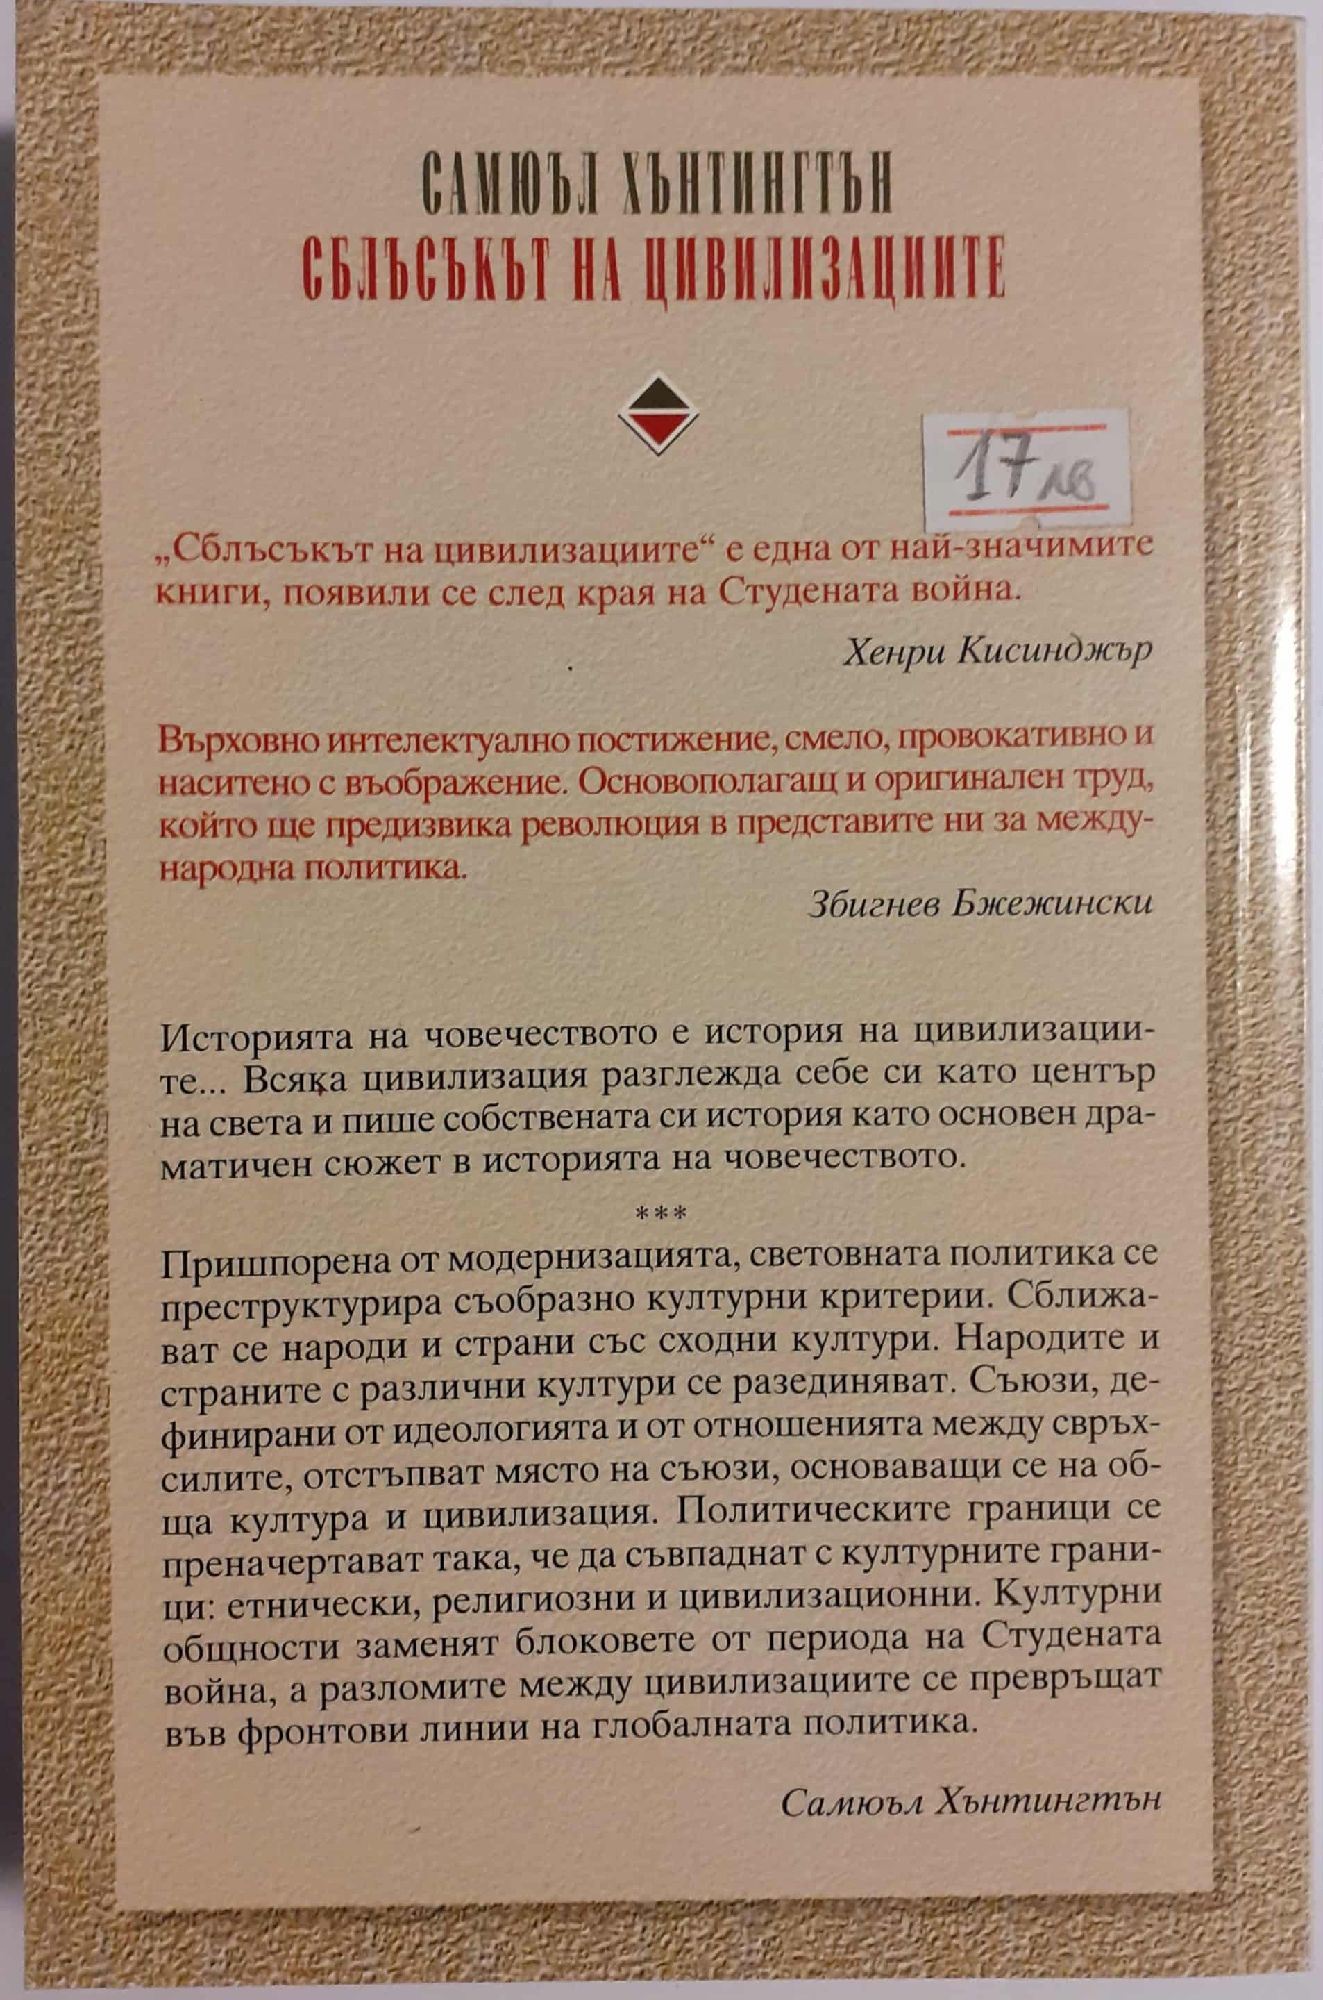 САМЮЪЛ ХЪНТИНГТЪН
СБЛЪСЪКЪТ НА ЦИВИЛИЗАЦИИТЕ
17 лв
„Сблъсъкът на цивилизациите“ е една от най-значимите
книги, появили се след края на Студената война.
Хенри Кисинджър
Върховно интелектуално постижение, смело, провокативно и
наситено с въображение. Основополагащ и оригинален труд,
който ще предизвика революция в представите ни за между-
народна политика.
Збигнев Бжежински
Историята на човечеството е история на цивилизации-
те... Всяка цивилизация разглежда себе си като център
на света и пише собствената си история като основен дра-
матичен сюжет в историята на човечеството.
***
Пришпорена от модернизацията, световната политика се
преструктурира съобразно културни критерии. Сближа-
ват се народи и страни със сходни култури. Народите и
страните с различни култури се разединяват. Съюзи, де-
финирани от идеологията и от отношенията между свръх-
силите, отстъпват място на съюзи, основаващи се на об-
ща култура и цивилизация. Политическите граници се
преначертават така, че да съвпаднат с културните грани-
ци: етнически, религиозни и цивилизационни. Културни
общности заменят блоковете от периода на Студената
война, а разломите между цивилизациите се превръщат
във фронтови линии на глобалната политика.
Самюъл Хънтингтън